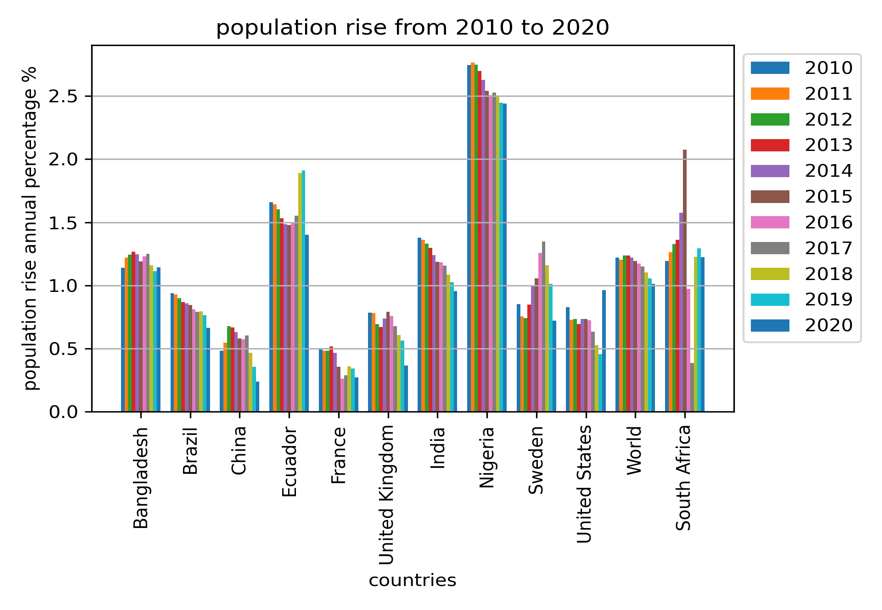 population rise from 2010 to 2020
population rise annual percentage %
2.5
2.0
1.5
1.0
0.5
0.0
Bangladesh
Brazil
China
Ecuador
France
United Kingdom
India
Nigeria
Sweden
United States
World
South Africa
countries
2010
2011
2012
2013
2014
2015
2016
2017
2018
2019
2020